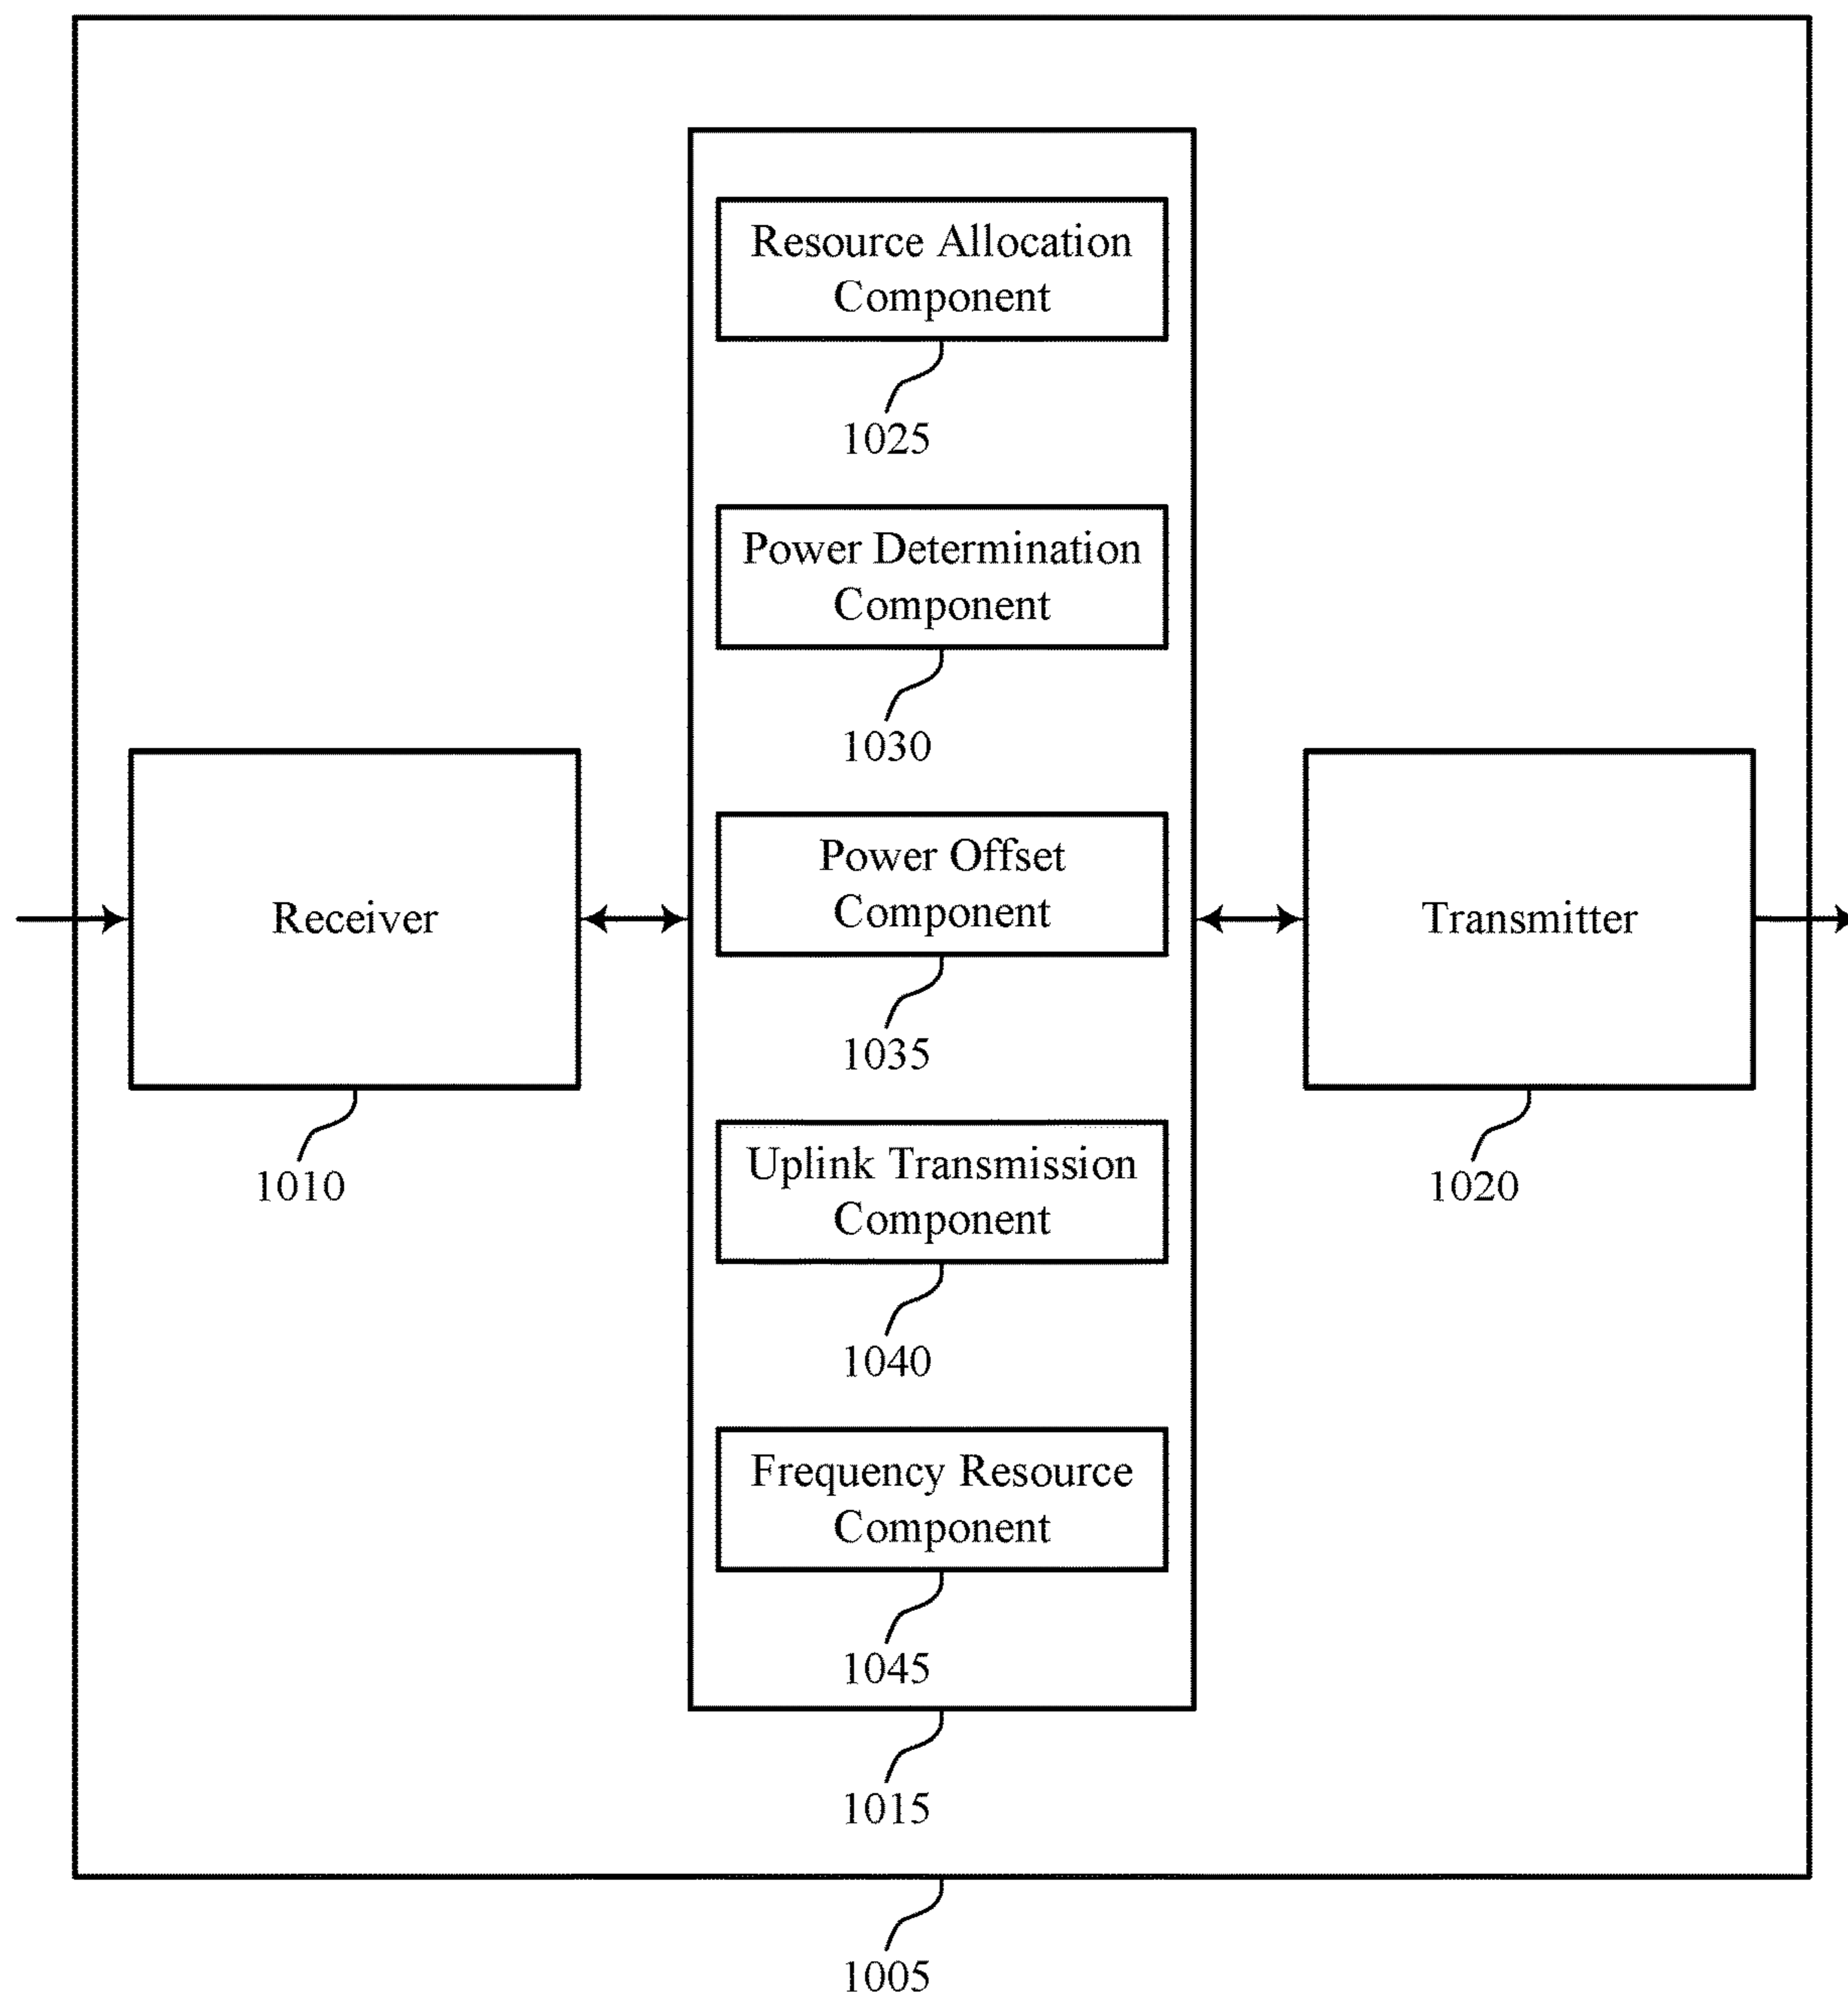 Resource Allocation
Component
1025
Power Determination
Component
1030
Receiver
1010
Power Offset
Component
1035
Transmitter
1020
Uplink Transmission
Component
1040
Frequency Resource
Component
1045
1015
1005